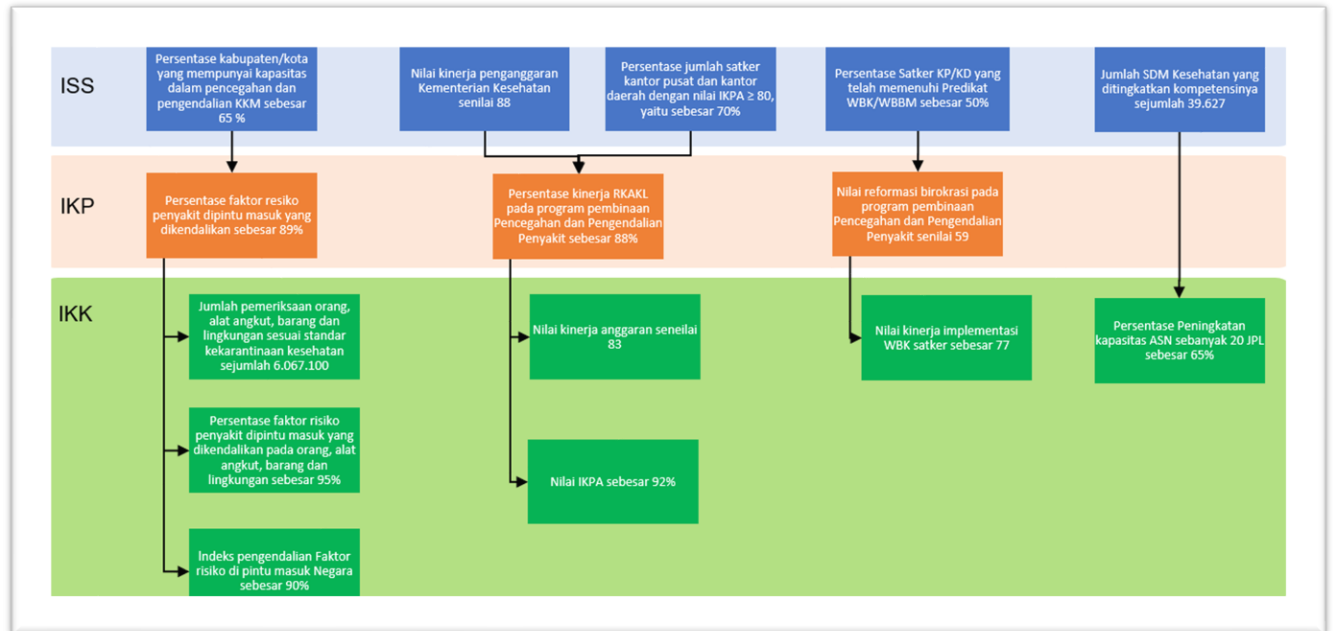 ISS
Persentase kabupaten/kota
yang mempunyai kapasitas
dalam pencegahan dan
pengendalian KKM sebesar
65 %
Nilai kinerja penganggaran
Kementerian Kesehatan
senilai 88
Persentase jumlah satker
kantor pusat dan kantor
daerah dengan nilai IKPA ≥ 80,
yaitu sebesar 70%
Persentase Satker KP/KD yang
telah memenuhi Predikat
WBK/WBBM sebesar 50%
Jumlah SDM Kesehatan yang
ditingkatkan kompetensinya
sejumlah 39.627
IKP
Persentase faktor resiko
penyakit dipintu masuk yang
dikendalikan sebesar 89%
Persentase kinerja RKAKL
pada program pembinaan
Pencegahan dan Pengendalian
Penyakit sebesar 88%
Nilai reformasi birokrasi pada
program pembinaan
Pencegahan dan Pengendalian
Penyakit senilai 59
IKK
Jumlah pemeriksaan orang,
alat angkut, barang dan
lingkungan sesuai standar
kekarantinaan kesehatan
sejumlah 6.067.100
Nilai kinerja anggaran seneilai
83
Nilai kinerja implementasi
WBK satker sebesar 77
Persentase Peningkatan
kapasitas ASN sebanyak 20 JPL
sebesar 65%
Persentase faktor risiko
penyakit dipintu masuk yang
dikendalikan pada orang, alat
angkut, barang dan
lingkungan sebesar 95%
Nilai IKPA sebesar 92%
Indeks pengendalian Faktor
risiko di pintu masuk Negara
sebesar 90%